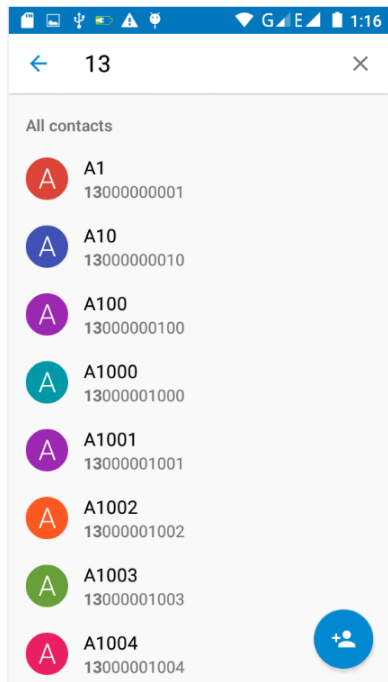 G E 1:16
13
All contacts
A
A1
13000000001
A
A10
13000000010
A
A100
13000000100
A
A1000
13000001000
A
A1001
13000001001
A
A1002
13000001002
A
A1003
13000001003
A
A1004
13000001004